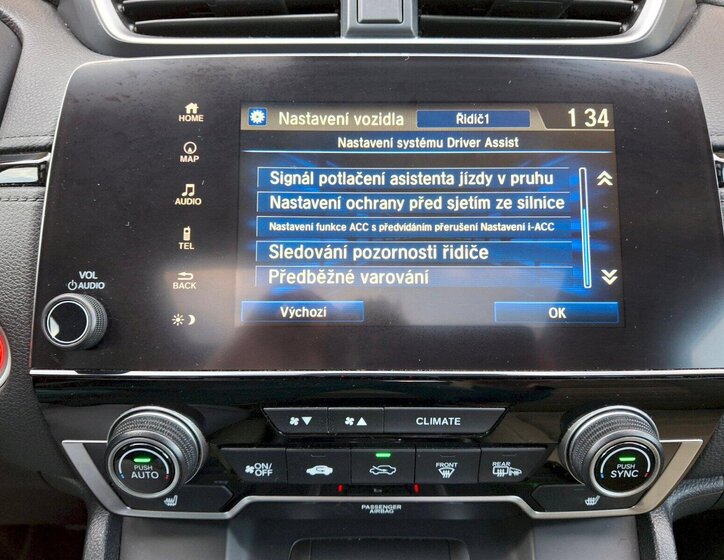 HOME
MAP
AUDIO
TEL
BACK
VOL
AUDIO
Nastavení vozidla Řidič1 1 34
Nastavení systému Driver Assist
Signál potlačení asistenta jízdy v pruhu
Nastavení ochrany před sjetím ze silnice
Nastavení funkce ACC s předvídáním přerušení Nastavení i-ACC
Sledování pozornosti řidiče
Předběžné varování
Výchozí OK
CLIMATE
PUSH
AUTO
ON/
OFF
FRONT
REAR
PUSH
SYNC
PASSENGER
AIRBAG